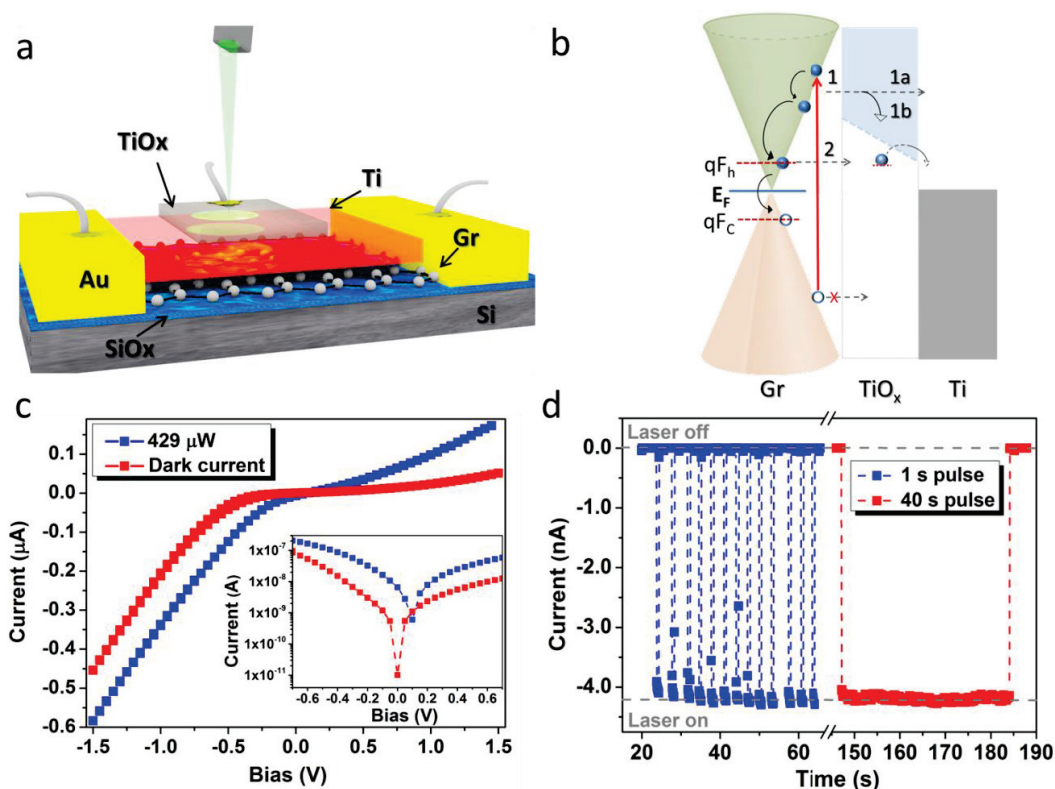 a
TiOx
Ti
Gr
Au
Si
SiOx
b
1
1a
1b
2
qF_h
E_F
qF_C
Gr
TiO_x
Ti
c
429 μW
Dark current
Current (μA)
0.1
0.0
-0.1
-0.2
-0.3
-0.4
-0.5
-0.6
-1.5
-1.0
-0.5
0.0
0.5
1.0
1.5
Bias (V)
Current (A)
1x10^-7
1x10^-8
1x10^-9
1x10^-10
1x10^-11
-0.6
-0.4
-0.2
0.0
0.2
0.4
0.6
Bias (V)
d
Laser off
1 s pulse
40 s pulse
Laser on
Current (nA)
0.0
-1.0
-2.0
-3.0
-4.0
20
40
60
150
160
170
180
190
Time (s)